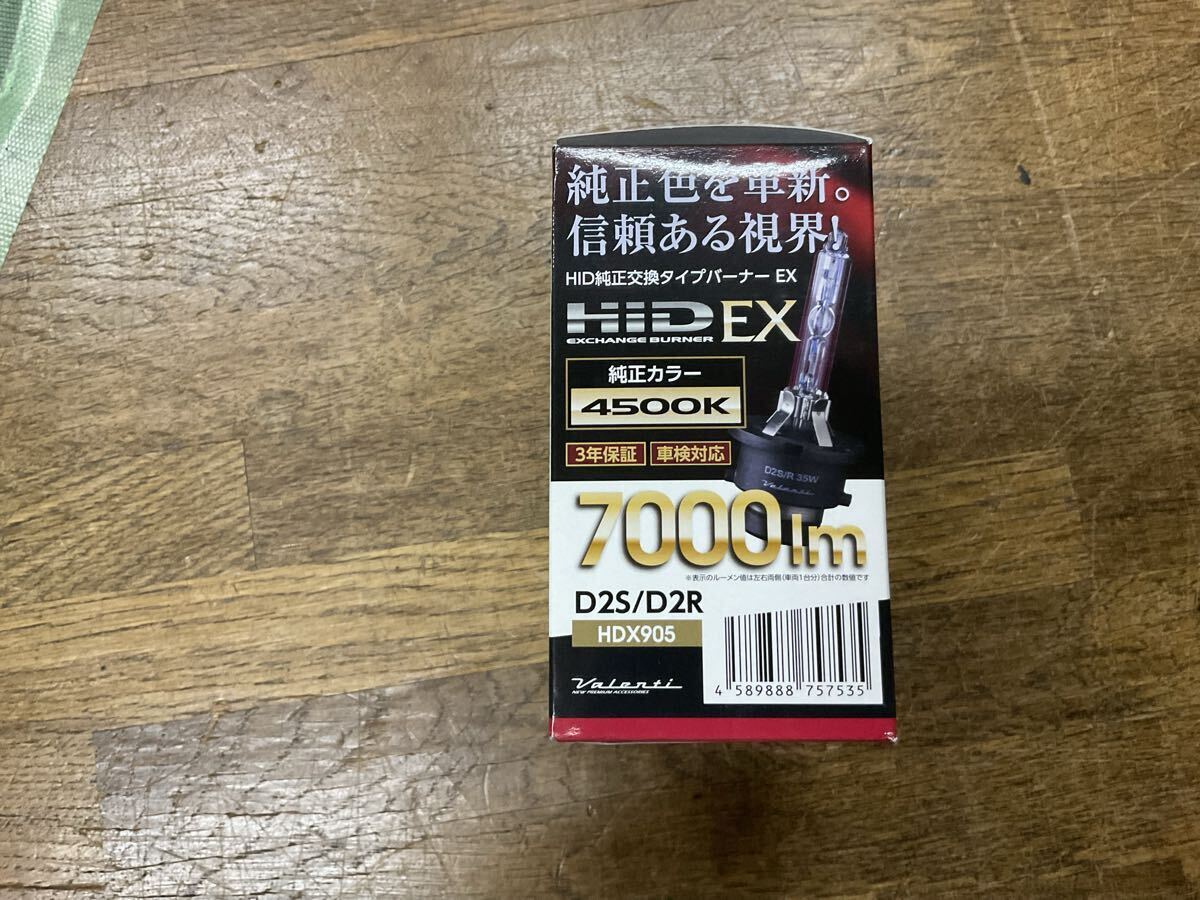 純正色を革新。
信頼ある視界!
HID純正交換タイプバーナー EX
HID EX
EXCHANGE BURNER
純正カラー
4500K
3年保証 車検対応
D2S/R 35W
Valenti
7000lm
※表示のルーメン値は左右両側(車両1台分)合計の数値です
D2S/D2R
HDX905
Valenti
NEW PREMIUM ACCESSORIES
4 589888 757535